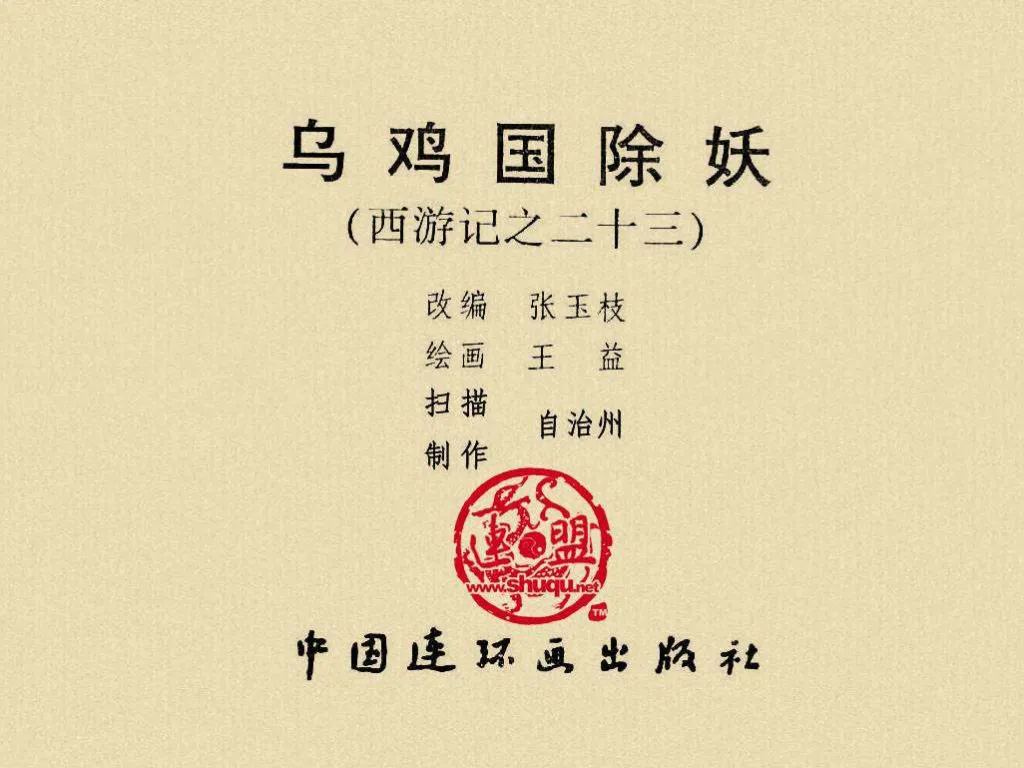 乌鸡国除妖
(西游记之二十三)
改编 张玉枝
绘画 王 益
扫描
自治州
制作
連盟
www.shuqu.net
TM
中国连环画出版社